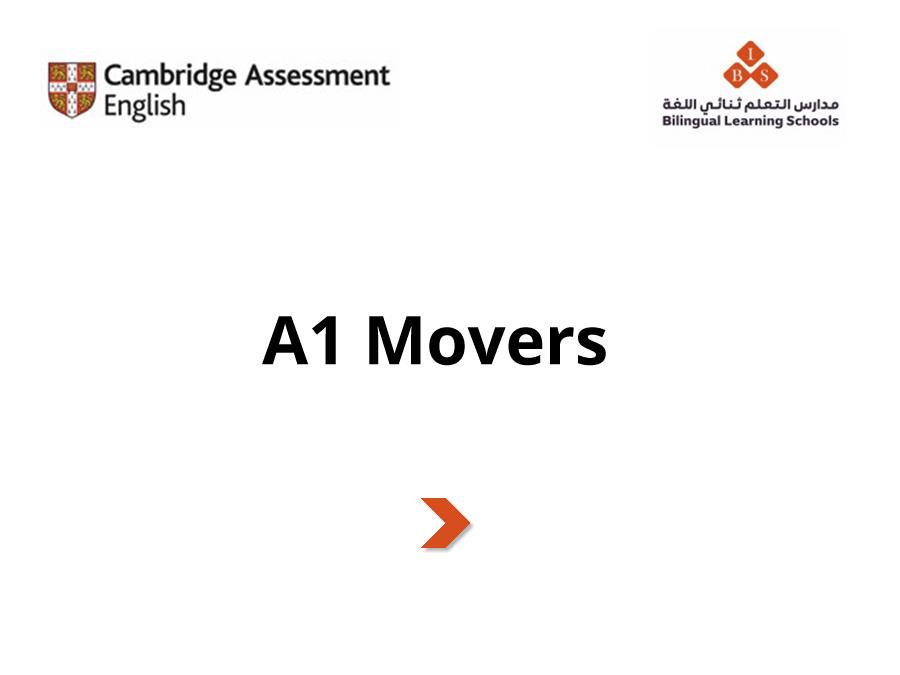 Cambridge Assessment
English
I
B S
مدارس التعلم ثنائي اللغة
Bilingual Learning Schools
A1 Movers